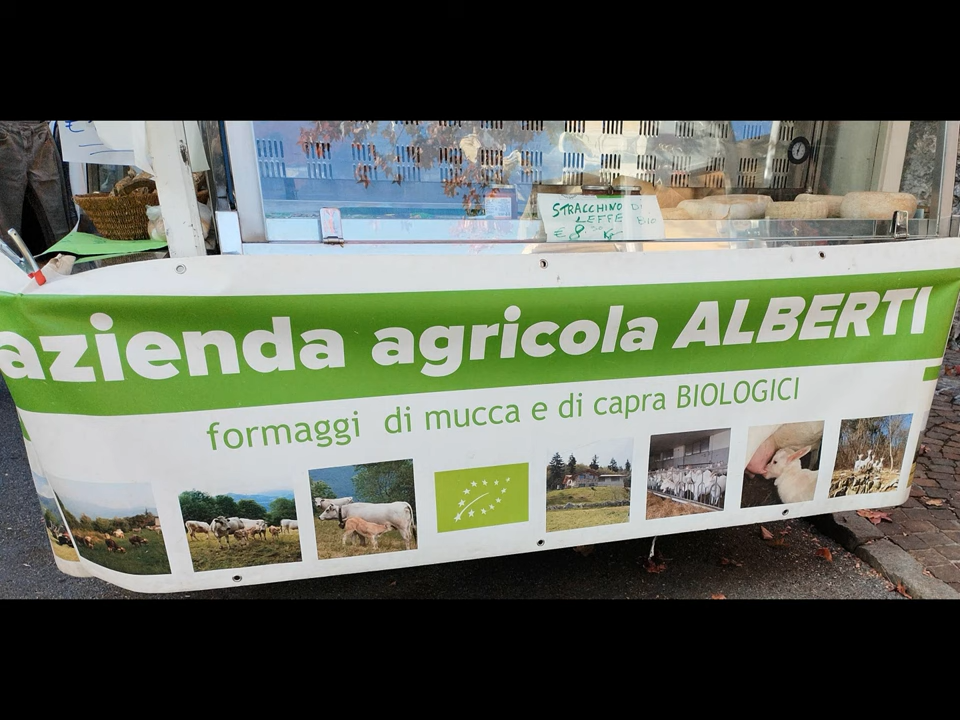 €
STRACCHINO DI
LEFFE BIO
€ 8 Kg
azienda agricola ALBERTI
formaggi di mucca e di capra BIOLOGICI